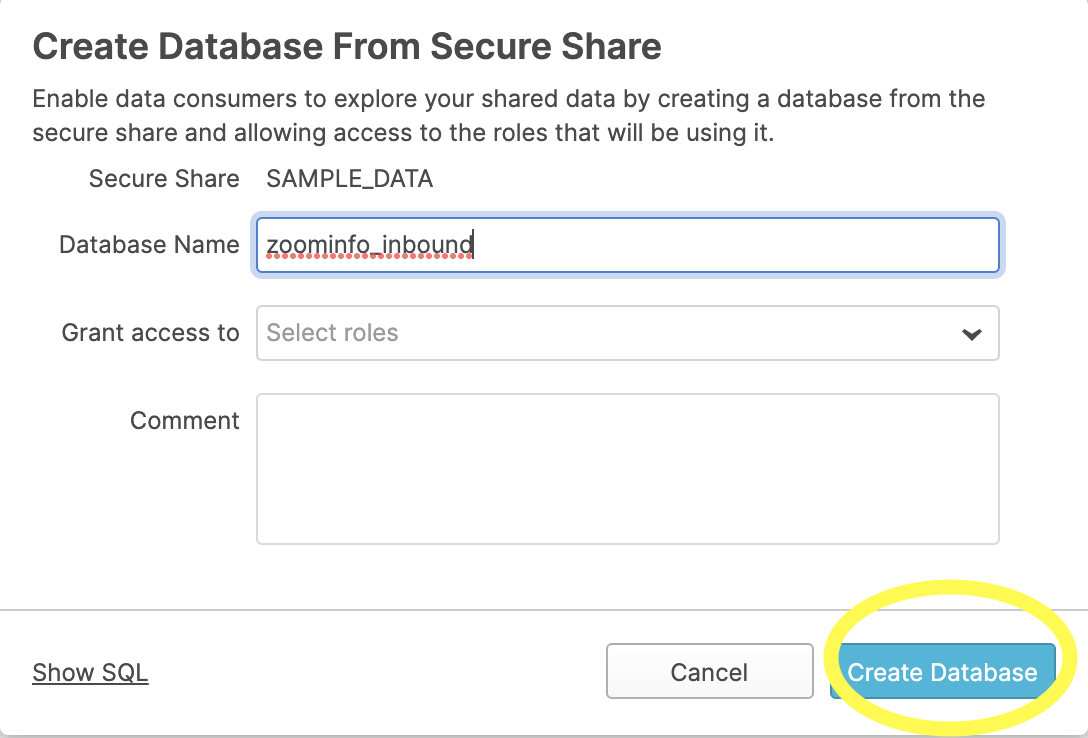 Create Database From Secure Share
Enable data consumers to explore your shared data by creating a database from the
secure share and allowing access to the roles that will be using it.
Secure Share SAMPLE_DATA
Database Name zoominfo_inbound
Grant access to Select roles
Comment
Show SQL Cancel Create Database